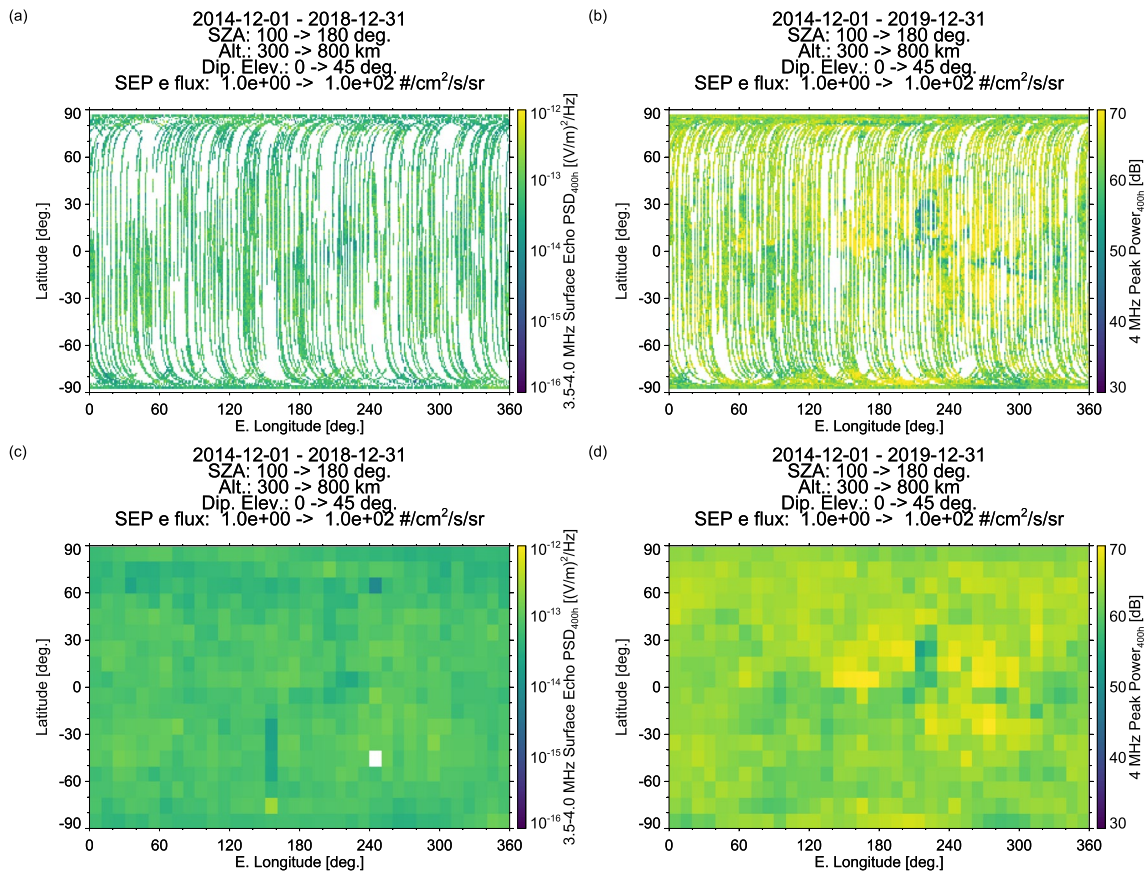 (a)
2014-12-01 - 2018-12-31
SZA: 100 -> 180 deg.
Alt.: 300 -> 800 km
Dip. Elev.: 0 -> 45 deg.
SEP e flux: 1.0e+00 -> 1.0e+02 #/cm²/s/sr
90
60
30
0
-30
-60
-90
Latitude [deg.]
0 60 120 180 240 300 360
E. Longitude [deg.]
10⁻¹²
10⁻¹³
10⁻¹⁴
10⁻¹⁵
10⁻¹⁶
3.5-4.0 MHz Surface Echo PSD₄₀₀ₕ [(V/m)²/Hz]
(b)
2014-12-01 - 2019-12-31
SZA: 100 -> 180 deg.
Alt.: 300 -> 800 km
Dip. Elev.: 0 -> 45 deg.
SEP e flux: 1.0e+00 -> 1.0e+02 #/cm²/s/sr
90
60
30
0
-30
-60
-90
Latitude [deg.]
0 60 120 180 240 300 360
E. Longitude [deg.]
70
60
50
40
30
4 MHz Peak Power₄₀₀ₕ [dB]
(c)
2014-12-01 - 2018-12-31
SZA: 100 -> 180 deg.
Alt.: 300 -> 800 km
Dip. Elev.: 0 -> 45 deg.
SEP e flux: 1.0e+00 -> 1.0e+02 #/cm²/s/sr
90
60
30
0
-30
-60
-90
Latitude [deg.]
0 60 120 180 240 300 360
E. Longitude [deg.]
10⁻¹²
10⁻¹³
10⁻¹⁴
10⁻¹⁵
10⁻¹⁶
3.5-4.0 MHz Surface Echo PSD₄₀₀ₕ [(V/m)²/Hz]
(d)
2014-12-01 - 2019-12-31
SZA: 100 -> 180 deg.
Alt.: 300 -> 800 km
Dip. Elev.: 0 -> 45 deg.
SEP e flux: 1.0e+00 -> 1.0e+02 #/cm²/s/sr
90
60
30
0
-30
-60
-90
Latitude [deg.]
0 60 120 180 240 300 360
E. Longitude [deg.]
70
60
50
40
30
4 MHz Peak Power₄₀₀ₕ [dB]